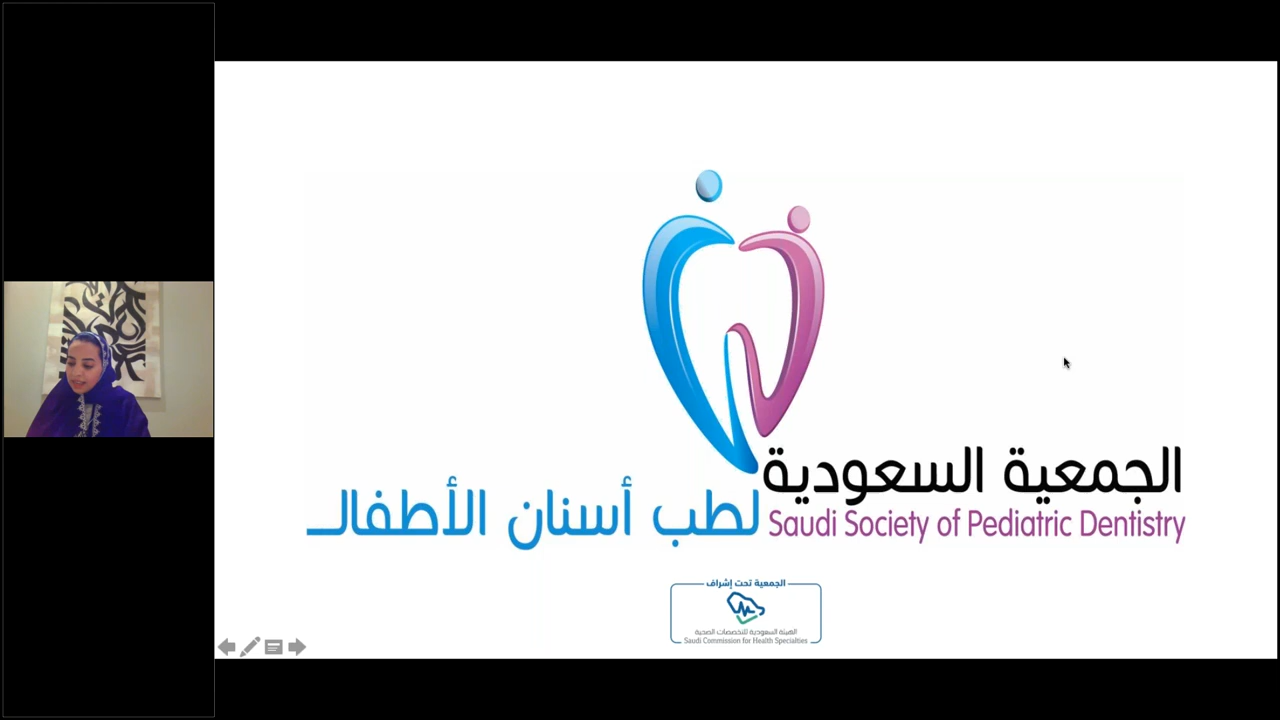 الجمعية السعودية
لطب أسنان الأطفال
Saudi Society of Pediatric Dentistry
الجمعية تحت إشراف
الهيئة السعودية للتخصصات الصحية
Saudi Commission for Health Specialties